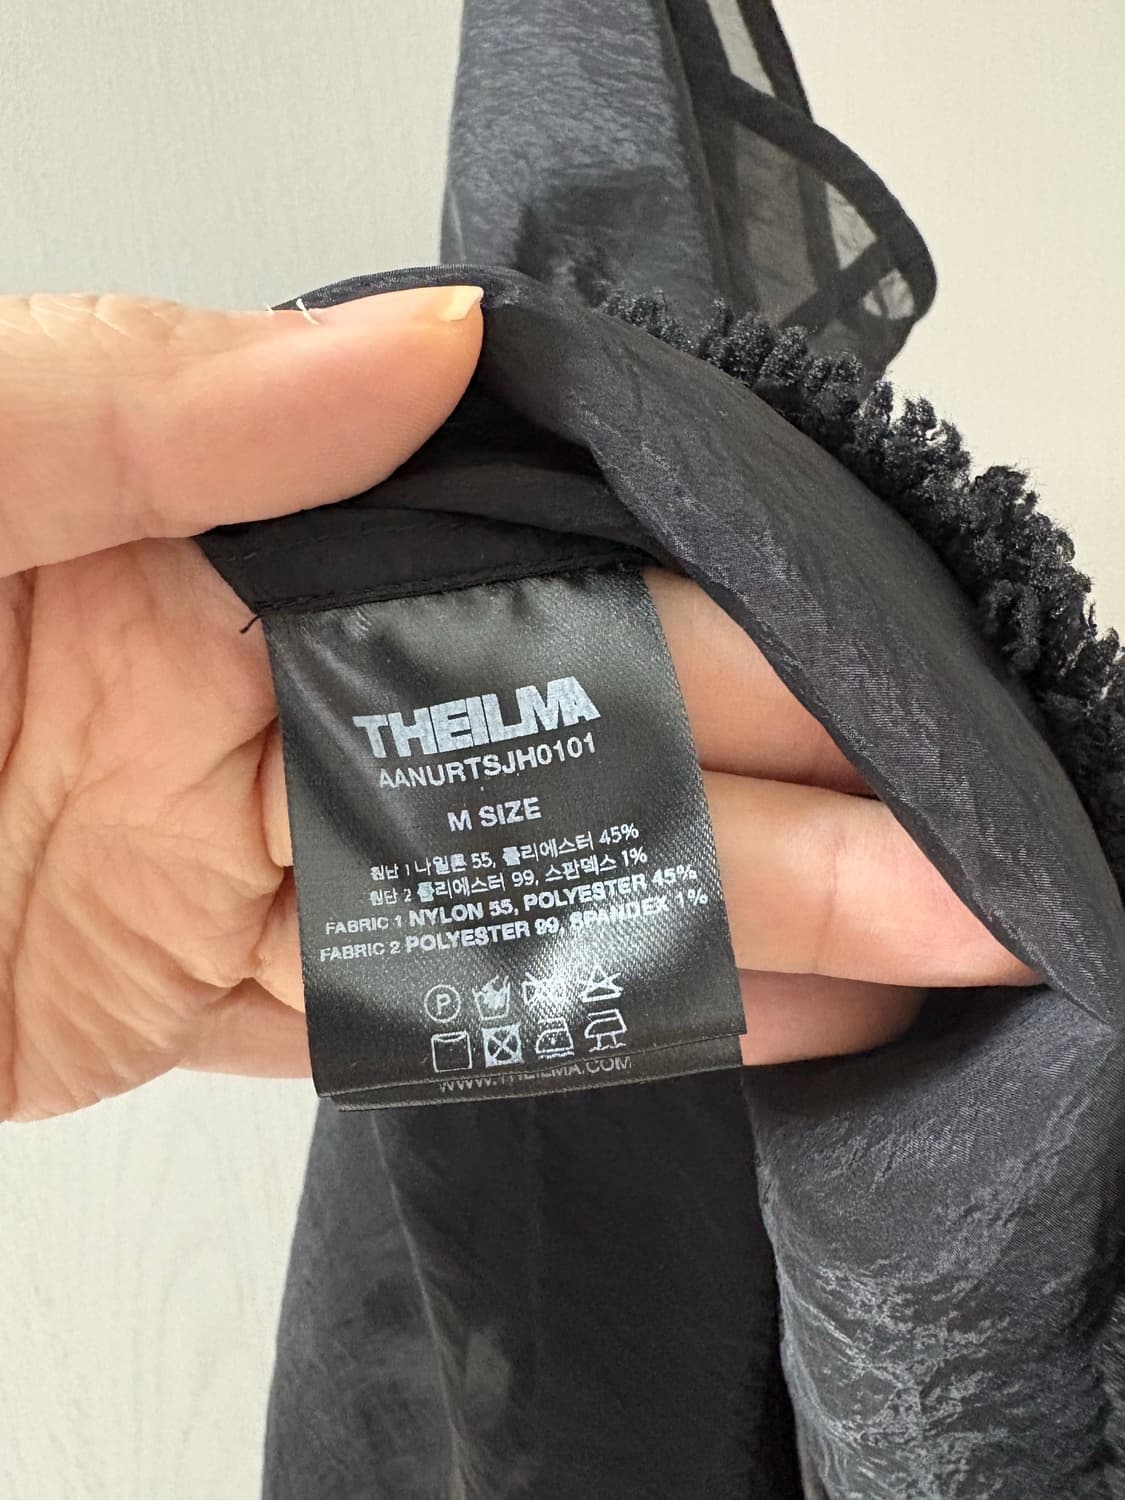 THEILMA
AANURTSJH0101
M SIZE
원단 1 나일론 55, 폴리에스터 45%
원단 2 폴리에스터 99, 스판덱스 1%
FABRIC 1 NYLON 55, POLYESTER 45%
FABRIC 2 POLYESTER 99, SPANDEX 1%
P
WWW.THEILMA.COM